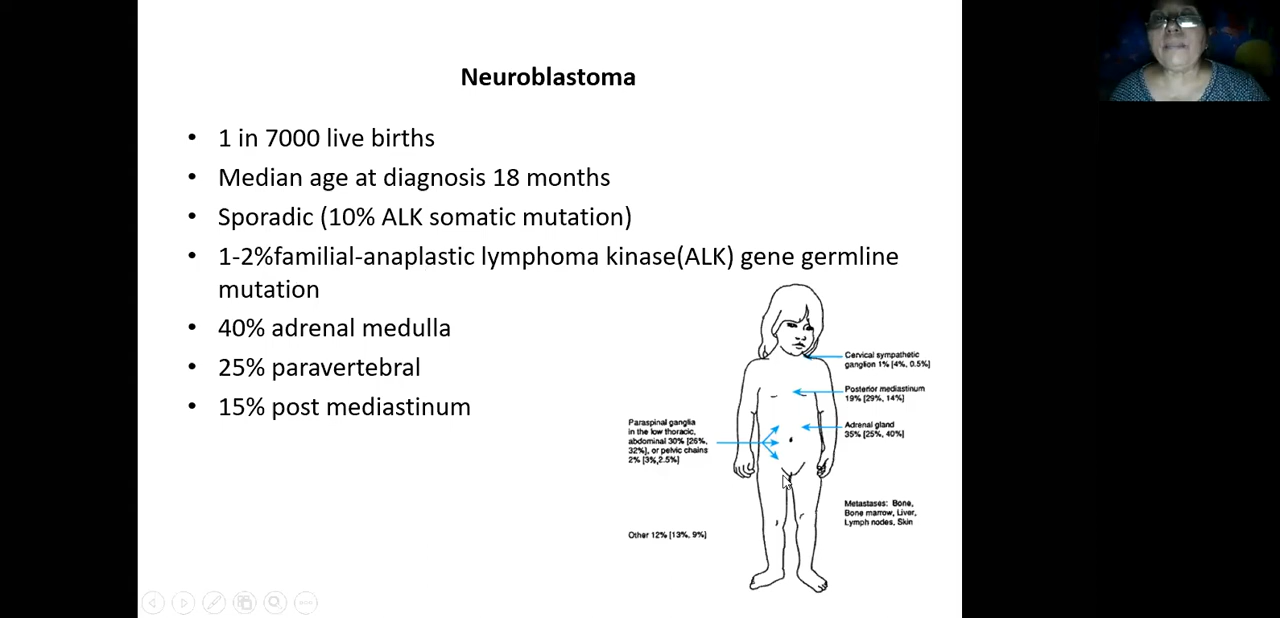 Neuroblastoma
• 1 in 7000 live births
• Median age at diagnosis 18 months
• Sporadic (10% ALK somatic mutation)
• 1-2%familial-anaplastic lymphoma kinase(ALK) gene germline
mutation
• 40% adrenal medulla
• 25% paravertebral
• 15% post mediastinum
Cervical sympathetic
ganglion 1% [4%, 0.5%]
Posterior mediastinum
19% [29%, 14%]
Adrenal gland
35% [25%, 40%]
Paraspinal ganglia
in the low thoracic,
abdominal 30% [26%,
32%], or pelvic chains
2% [3%,2.5%]
Metastases: Bone,
Bone marrow, Liver,
Lymph nodes, Skin
Other 12% [13%, 9%]